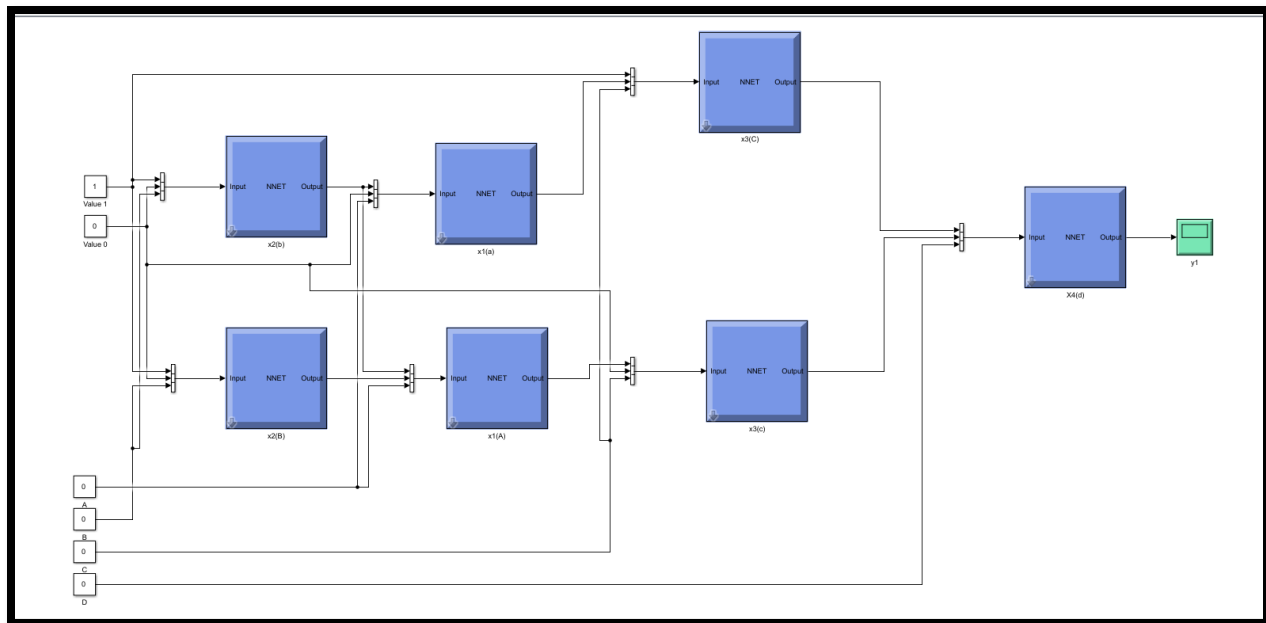 Input NNET Output
x3(C)
Input NNET Output
x2(b)
Input NNET Output
x1(a)
1
Value 1
0
Value 0
Input NNET Output
X4(d)
y1
Input NNET Output
x2(B)
Input NNET Output
x1(A)
Input NNET Output
x3(c)
0
A
0
B
0
C
0
D